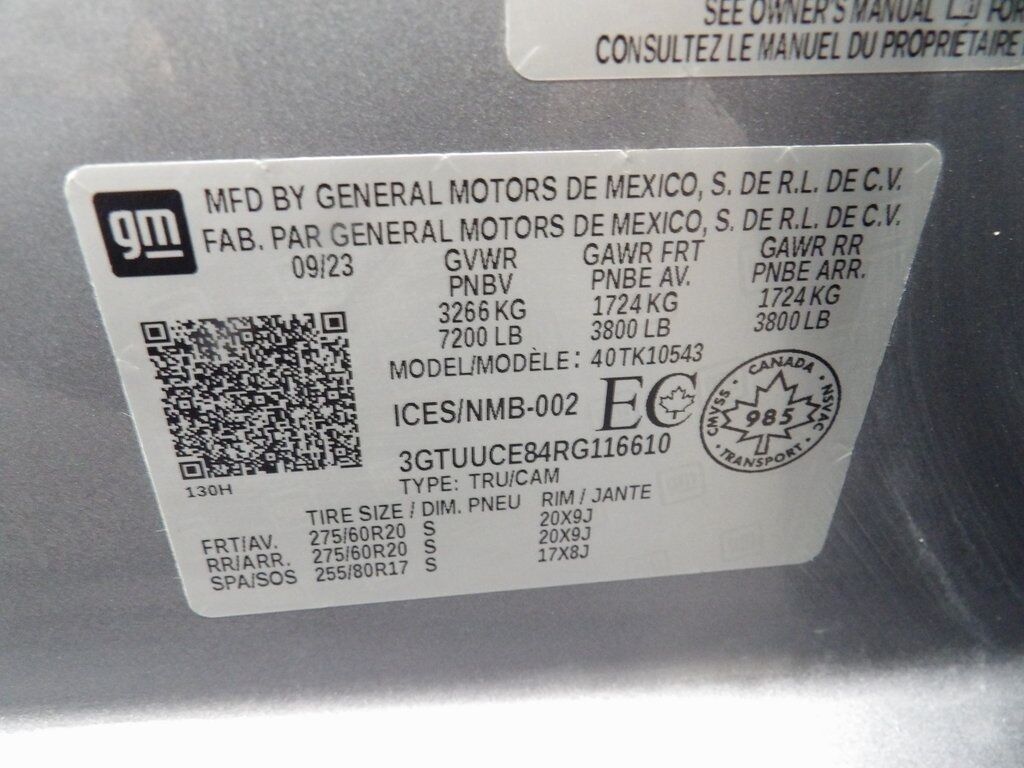 SEE OWNER'S MANUAL FOR
CONSULTEZ LE MANUEL DU PROPRIÉTAIRE
gm
MFD BY GENERAL MOTORS DE MEXICO, S. DE R.L. DE C.V.
FAB. PAR GENERAL MOTORS DE MEXICO, S. DE R.L. DE C.V.
09/23 GVWR GAWR FRT GAWR RR
PNBV PNBE AV. PNBE ARR.
3266 KG 1724 KG 1724 KG
7200 LB 3800 LB 3800 LB
MODEL/MODÈLE: 40TK10543
ICES/NMB-002 EC
CANADA
CMVSS 985 NSVAC
TRANSPORT
3GTUUCE84RG116610
130H
TYPE: TRU/CAM
TIRE SIZE / DIM. PNEU RIM / JANTE
FRT/AV. 275/60R20 S 20X9J
RR/ARR. 275/60R20 S 20X9J
SPA/SOS 255/80R17 S 17X8J